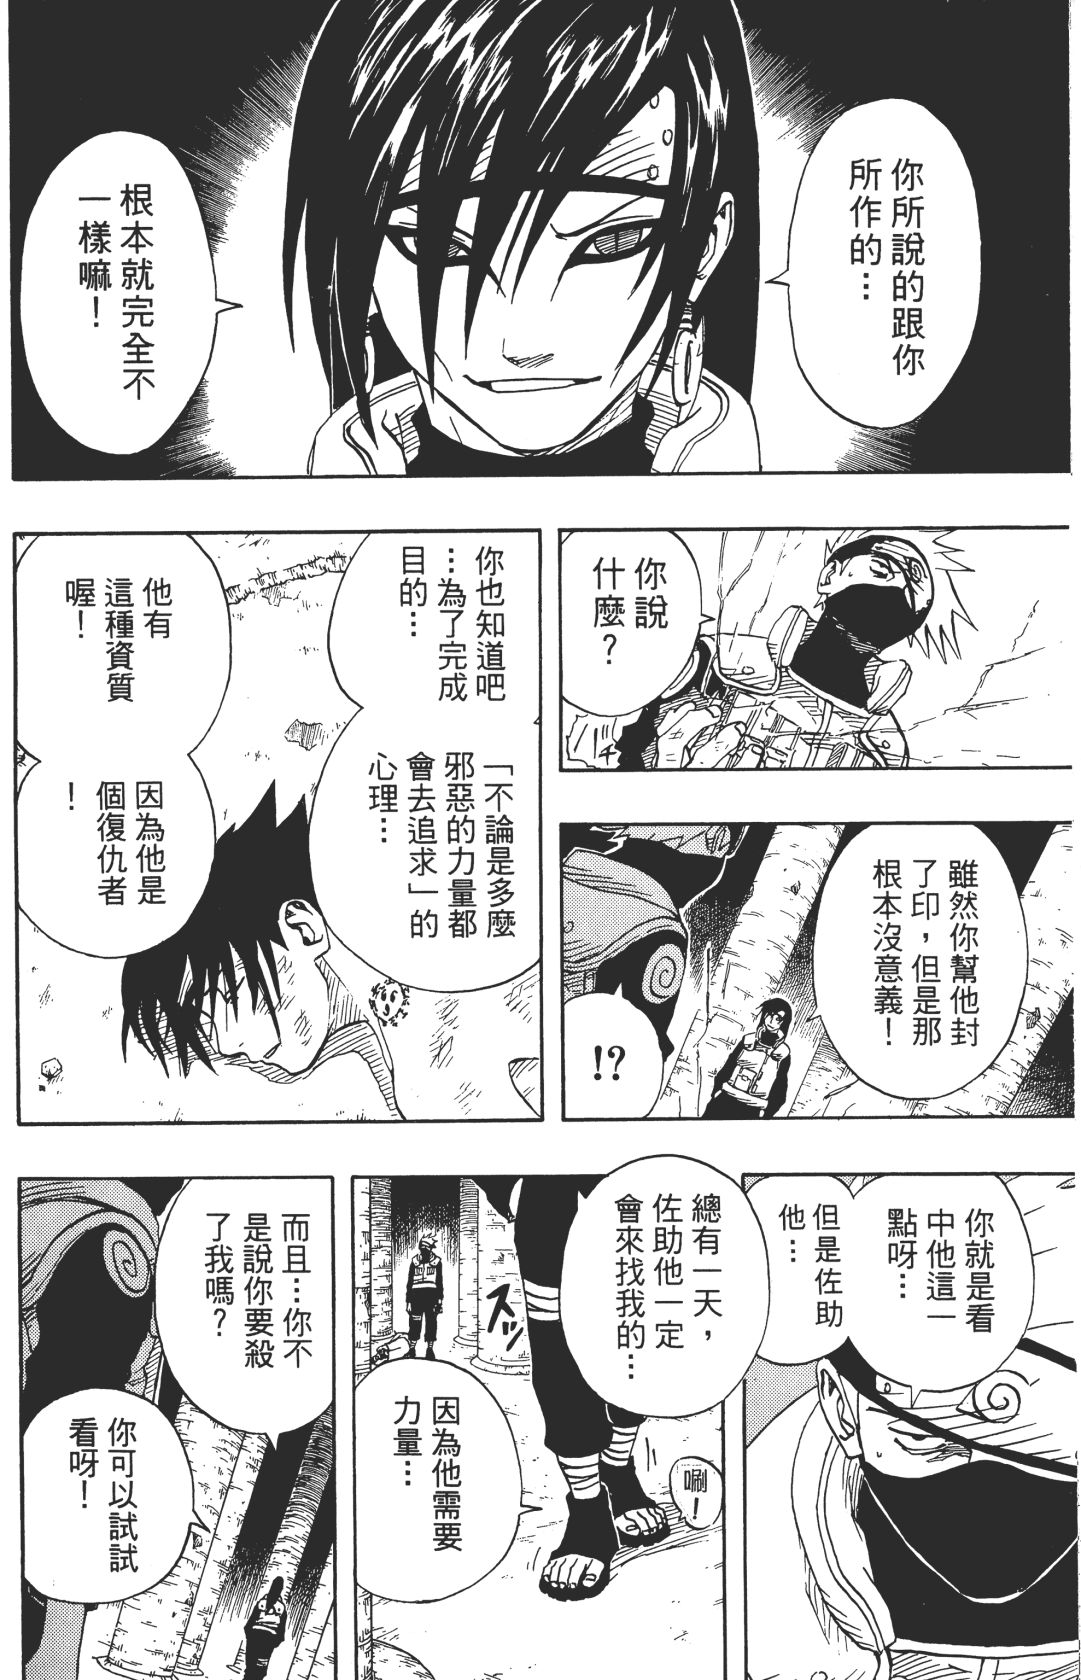 你所說的跟你
所作的…
根本就完全不
一樣嘛！
你說
什麼？
雖然你幫他封
了印，但是那
根本沒意義！
!?
你也知道吧
…為了完成
目的…
「不論是多麼
邪惡的力量都
會去追求」的
心理…
他有
這種資質
喔！
因為他是
個復仇者
！
你就是看
中他這一
點呀…
但是佐助
他…
總有一天，
佐助他一定
會來找我的…
唰！
スッ
因為他需要
力量…
而且…你不
是說你要殺
了我嗎？
你可以試試
看呀！